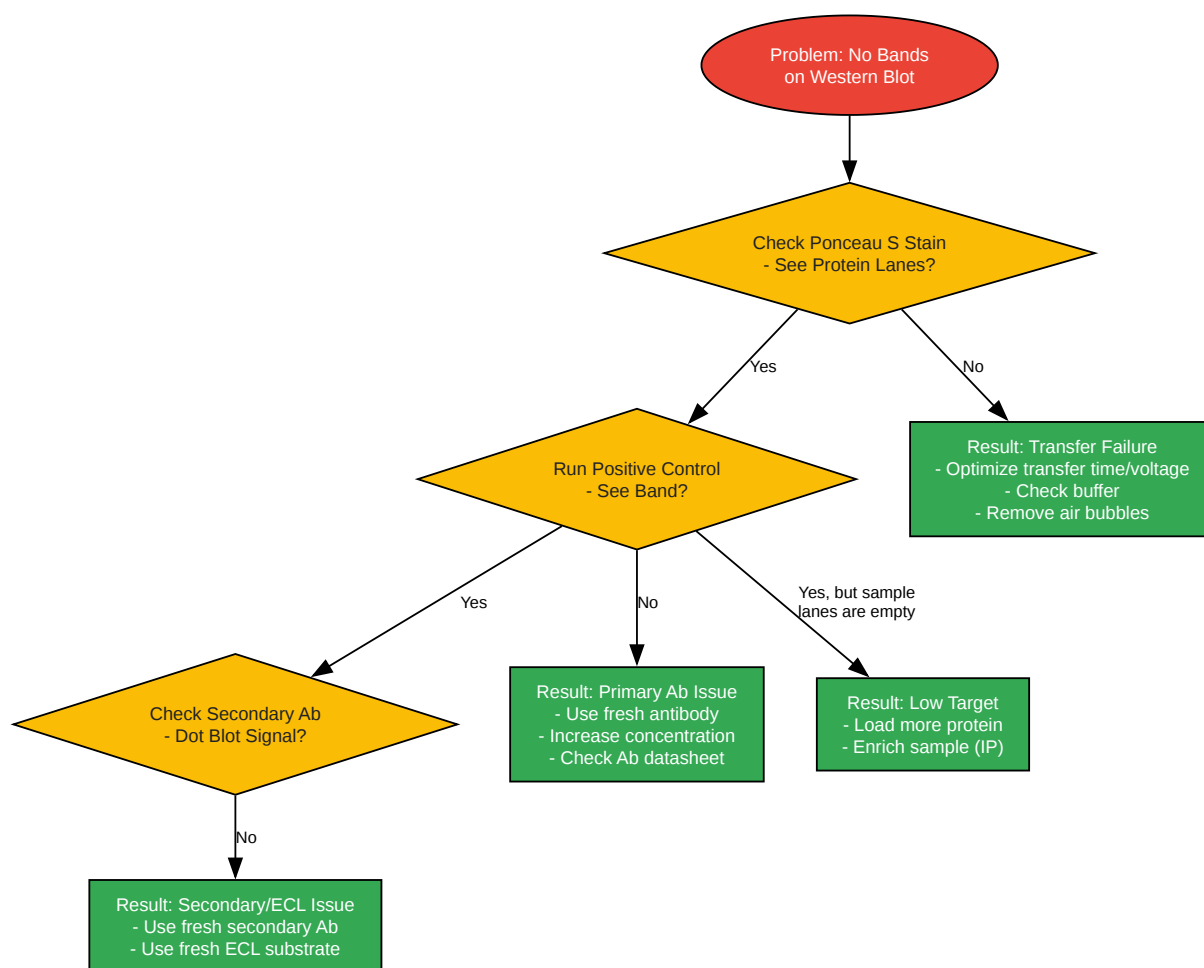 Problem: No Bands
on Western Blot
Check Ponceau S Stain
- See Protein Lanes?
Yes
No
Run Positive Control
- See Band?
Result: Transfer Failure
- Optimize transfer time/voltage
- Check buffer
- Remove air bubbles
Yes
No
Yes, but sample
lanes are empty
Check Secondary Ab
- Dot Blot Signal?
Result: Primary Ab Issue
- Use fresh antibody
- Increase concentration
- Check Ab datasheet
Result: Low Target
- Load more protein
- Enrich sample (IP)
No
Result: Secondary/ECL Issue
- Use fresh secondary Ab
- Use fresh ECL substrate